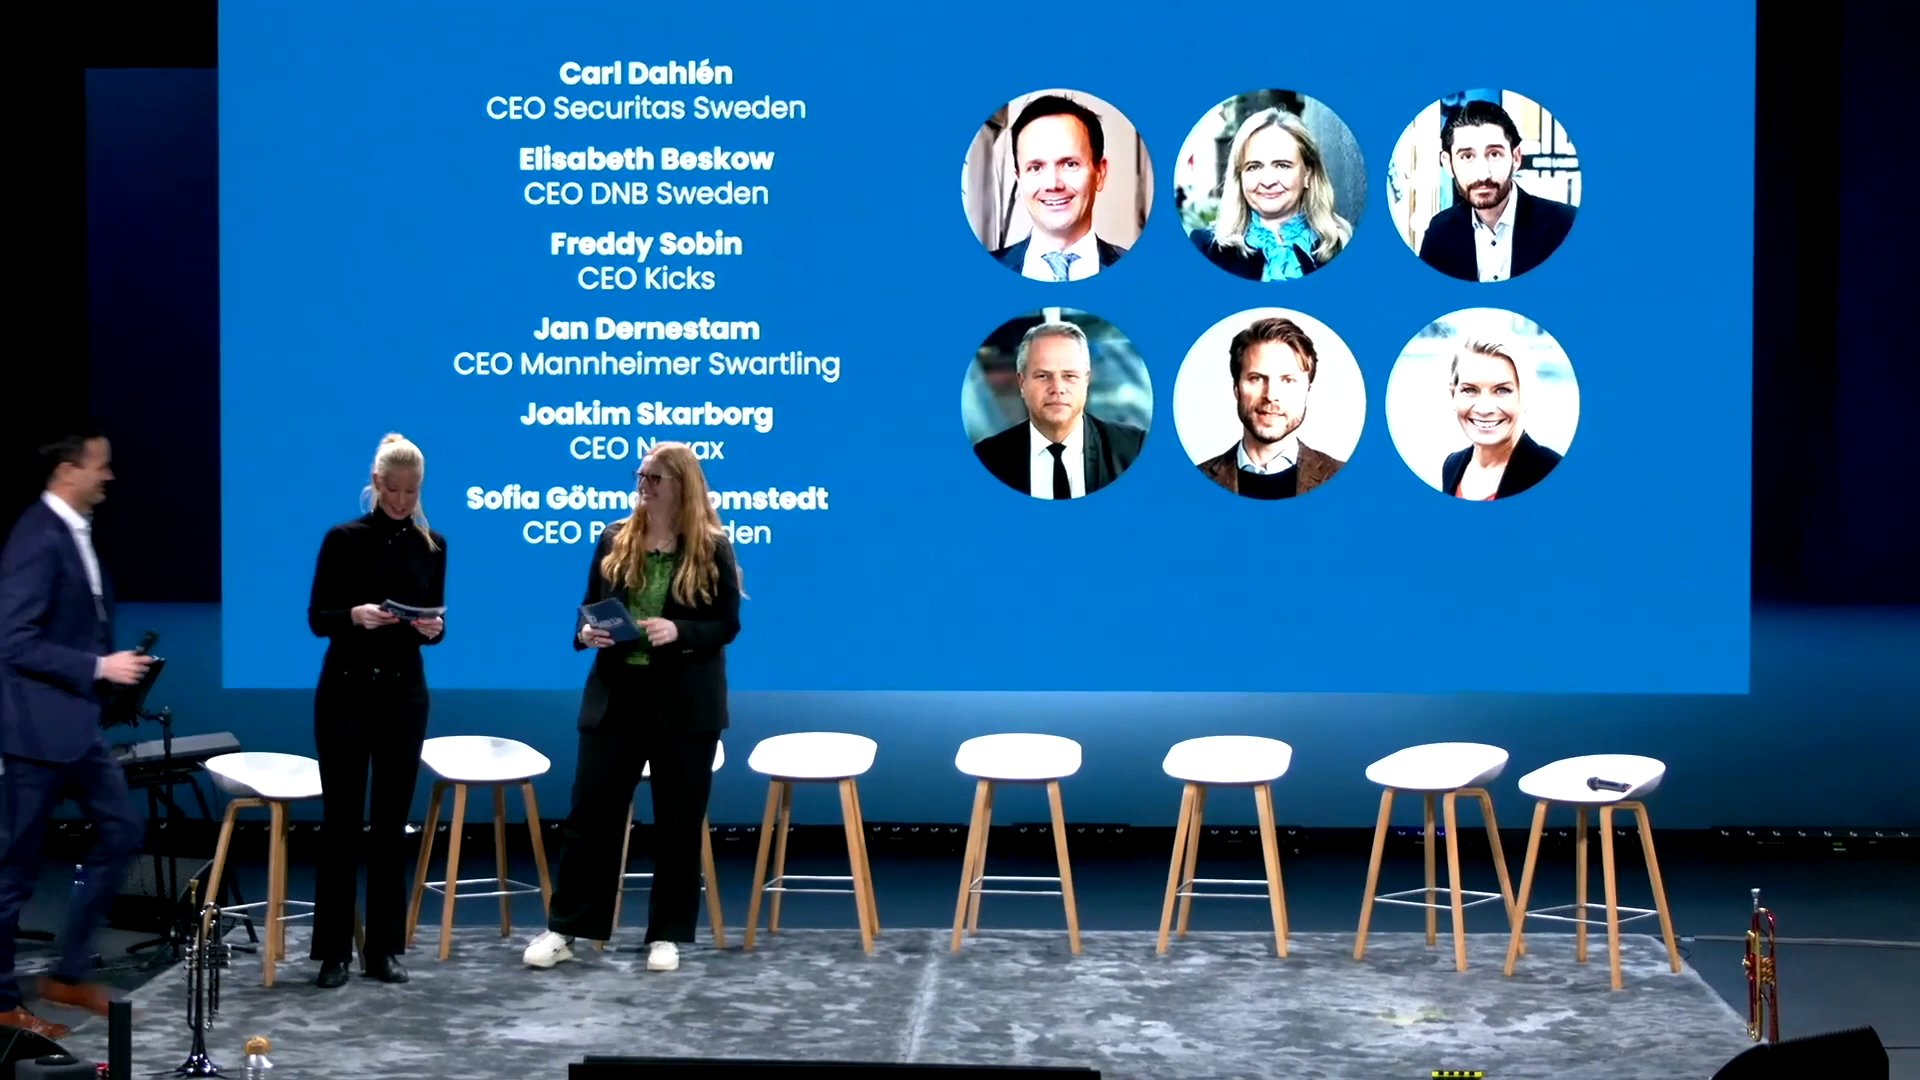 Carl Dahlén
CEO Securitas Sweden
Elisabeth Beskow
CEO DNB Sweden
Freddy Sobin
CEO Kicks
Jan Dernestam
CEO Mannheimer Swartling
Joakim Skarborg
CEO
Sofia
CEO